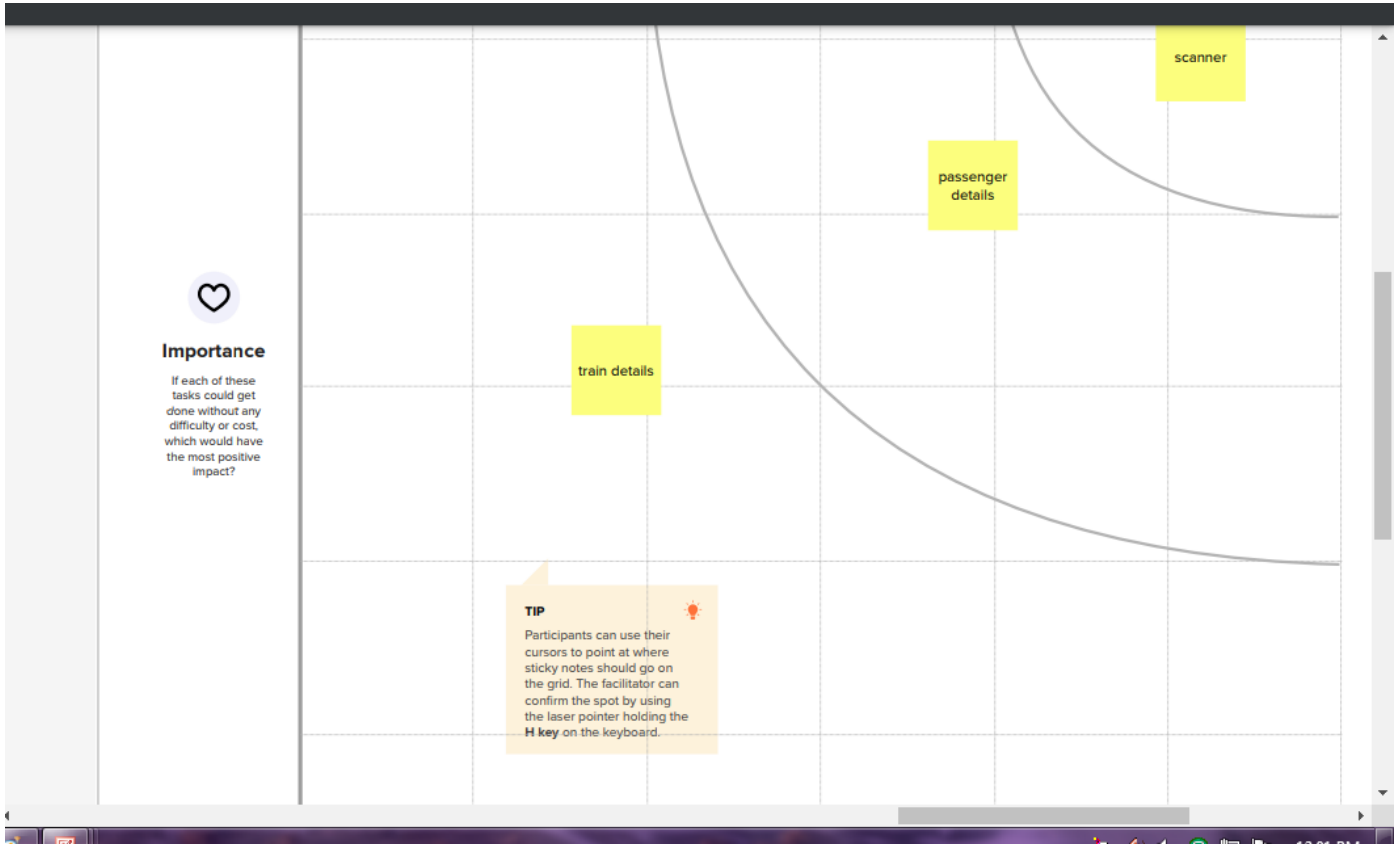 scanner
passenger
details
Importance
If each of these
tasks could get
done without any
difficulty or cost,
which would have
the most positive
impact?
train details
TIP
Participants can use their
cursors to point at where
sticky notes should go on
the grid. The facilitator can
confirm the spot by using
the laser pointer holding the
H key on the keyboard.